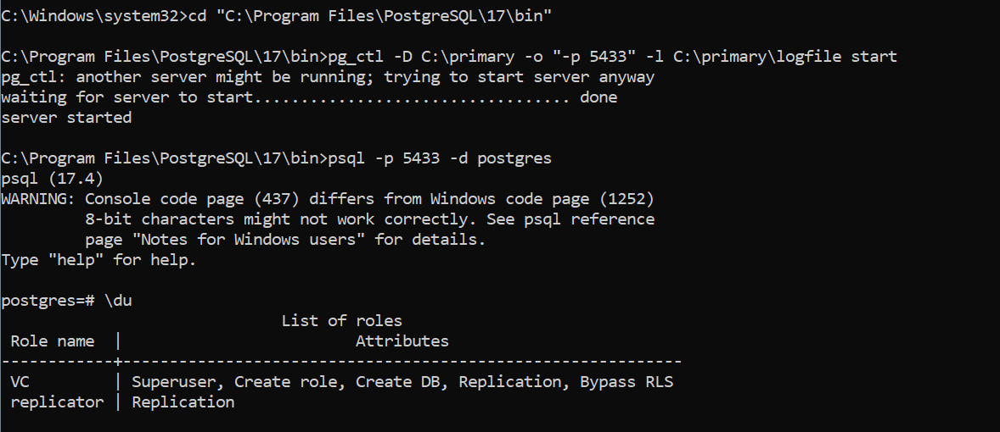 C:\Windows\system32>cd "C:\Program Files\PostgreSQL\17\bin"
C:\Program Files\PostgreSQL\17\bin>pg_ctl -D C:\primary -o "-p 5433" -l C:\primary\logfile start
pg_ctl: another server might be running; trying to start server anyway
waiting for server to start.................................. done
server started
C:\Program Files\PostgreSQL\17\bin>psql -p 5433 -d postgres
psql (17.4)
WARNING: Console code page (437) differs from Windows code page (1252)
         8-bit characters might not work correctly. See psql reference
         page "Notes for Windows users" for details.
Type "help" for help.
postgres=# \du
                              List of roles
 Role name  |                         Attributes
------------+------------------------------------------------------------
 VC         | Superuser, Create role, Create DB, Replication, Bypass RLS
 replicator | Replication